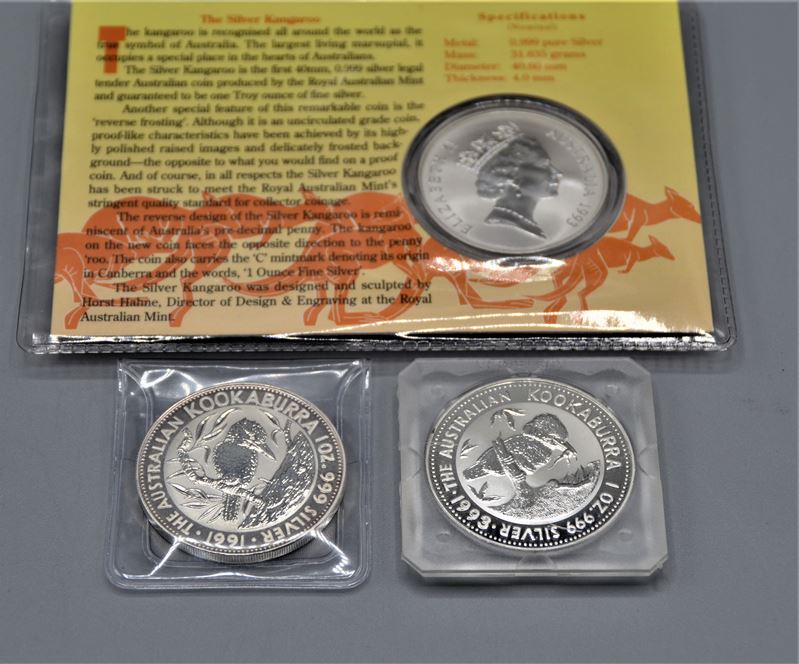 The Silver Kangaroo
The kangaroo is recognised all around the world as the
true symbol of Australia. The largest living marsupial, it
occupies a special place in the hearts of Australians.
The Silver Kangaroo is the first 40mm, 0.999 silver legal
tender Australian coin produced by the Royal Australian Mint
and guaranteed to be one Troy ounce of fine silver.
Another special feature of this remarkable coin is the
'reverse frosting'. Although it is an uncirculated grade coin,
proof-like characteristics have been achieved by its high-
ly polished raised images and delicately frosted back-
ground—the opposite to what you would find on a proof
coin. And of course, in all respects the Silver Kangaroo
has been struck to meet the Royal Australian Mint's
stringent quality standard for collector coinage.
The reverse design of the Silver Kangaroo is remi-
niscent of Australia's pre-decimal penny. The kangaroo
on the new coin faces the opposite direction to the penny
'roo. The coin also carries the 'C' mintmark denoting its origin
in Canberra and the words, '1 Ounce Fine Silver'.
The Silver Kangaroo was designed and sculpted by
Horst Hahne, Director of Design & Engraving at the Royal
Australian Mint.
Specifications
(Nominal)
Metal: 0.999 pure Silver
Mass: 31.635 grams
Diameter: 40.00 mm
Thickness: 4.0 mm
ELIZABETH II AUSTRALIA 1993
THE AUSTRALIAN KOOKABURRA 1 OZ. 999 SILVER · 1991 ·
THE AUSTRALIAN KOOKABURRA 1 OZ. 999 SILVER · 1993 ·